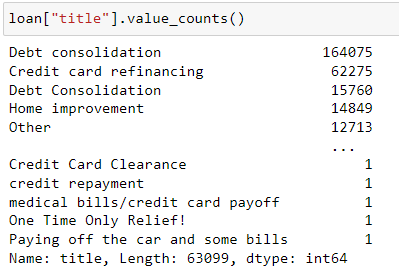 loan["title"].value_counts()
Debt consolidation 164075
Credit card refinancing 62275
Debt Consolidation 15760
Home improvement 14849
Other 12713
...
Credit Card Clearance 1
credit repayment 1
medical bills/credit card payoff 1
One Time Only Relief! 1
Paying off the car and some bills 1
Name: title, Length: 63099, dtype: int64